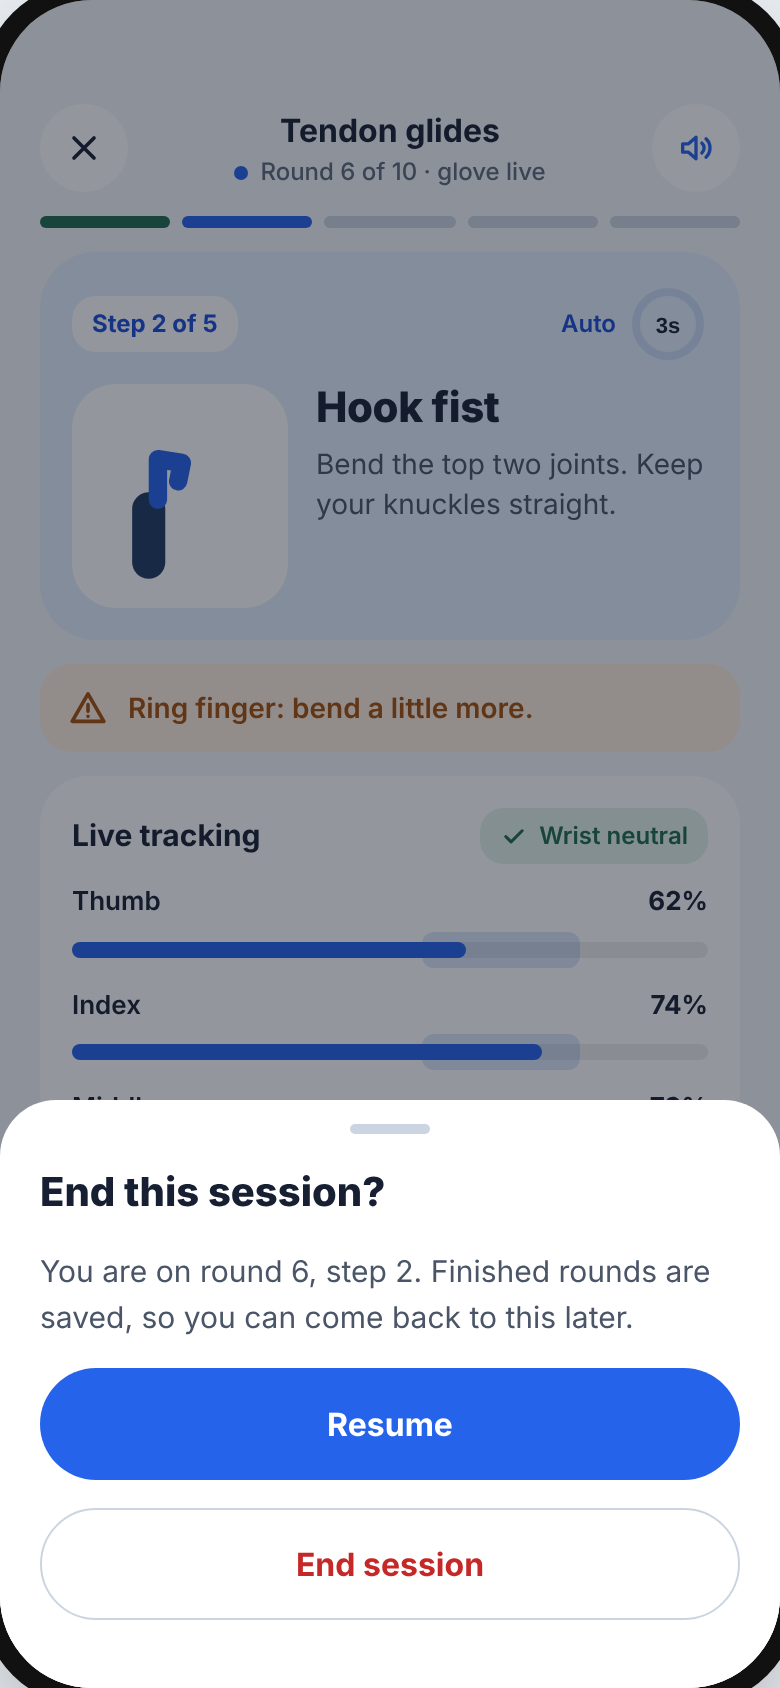 Tendon glides
Round 6 of 10 · glove live
Step 2 of 5
Auto
3s
Hook fist
Bend the top two joints. Keep
your knuckles straight.
Ring finger: bend a little more.
Live tracking
Wrist neutral
Thumb
62%
Index
74%
End this session?
You are on round 6, step 2. Finished rounds are
saved, so you can come back to this later.
Resume
End session